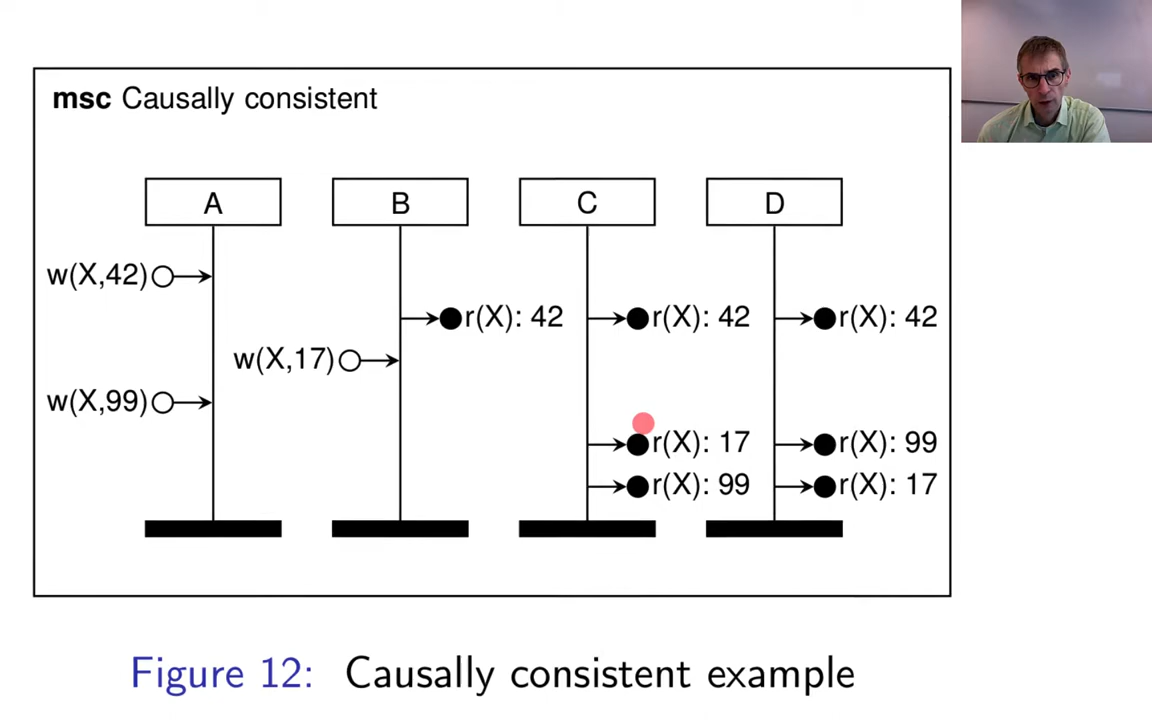 msc Causally consistent
A B C D
w(X,42)
r(X): 42 r(X): 42 r(X): 42
w(X,17)
w(X,99)
r(X): 17 r(X): 99
r(X): 99 r(X): 17
Figure 12: Causally consistent example